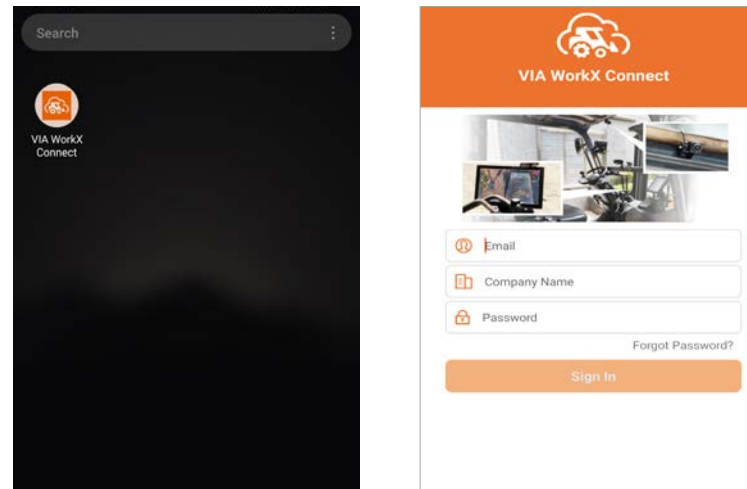 Search
VIA WorkX
Connect
VIA WorkX Connect
Email
Company Name
Password
Forgot Password?
Sign In